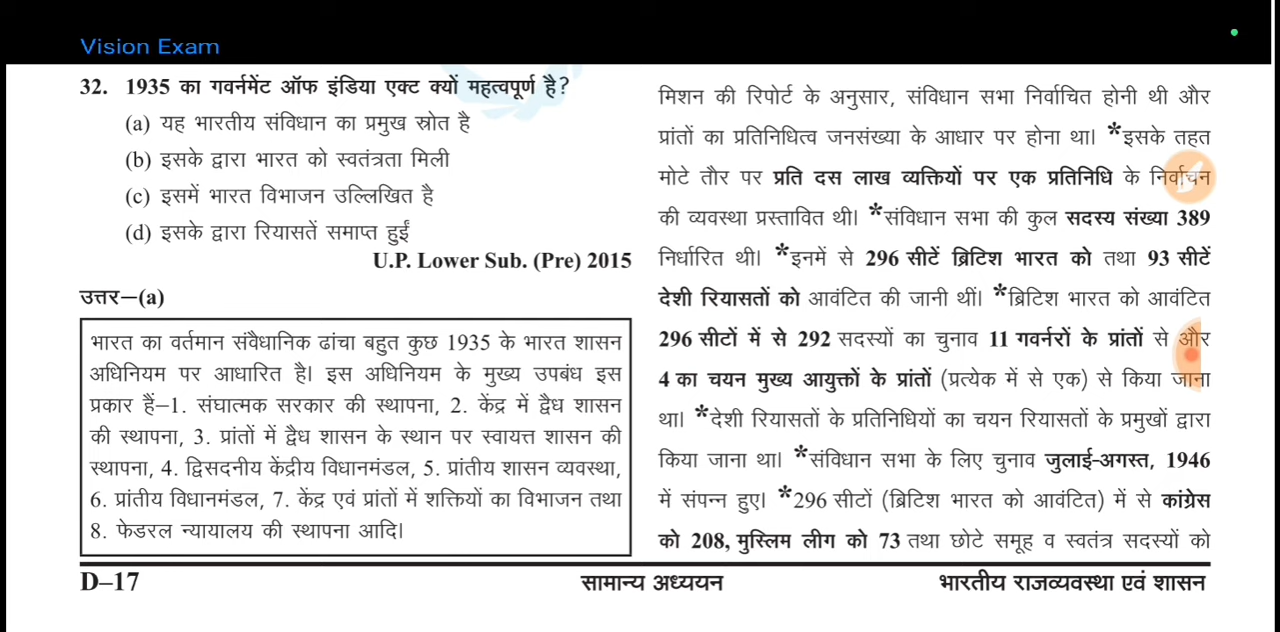 Vision Exam
32. 1935 का गवर्नमेंट ऑफ इंडिया एक्ट क्यों महत्वपूर्ण है?
(a) यह भारतीय संविधान का प्रमुख स्रोत है
(b) इसके द्वारा भारत को स्वतंत्रता मिली
(c) इसमें भारत विभाजन उल्लिखित है
(d) इसके द्वारा रियासतें समाप्त हुईं
U.P. Lower Sub. (Pre) 2015
उत्तर–(a)
भारत का वर्तमान संवैधानिक ढांचा बहुत कुछ 1935 के भारत शासन
अधिनियम पर आधारित है। इस अधिनियम के मुख्य उपबंध इस
प्रकार हैं–1. संघात्मक सरकार की स्थापना, 2. केंद्र में द्वैध शासन
की स्थापना, 3. प्रांतों में द्वैध शासन के स्थान पर स्वायत्त शासन की
स्थापना, 4. द्विसदनीय केंद्रीय विधानमंडल, 5. प्रांतीय शासन व्यवस्था,
6. प्रांतीय विधानमंडल, 7. केंद्र एवं प्रांतों में शक्तियों का विभाजन तथा
8. फेडरल न्यायालय की स्थापना आदि।
मिशन की रिपोर्ट के अनुसार, संविधान सभा निर्वाचित होनी थी और
प्रांतों का प्रतिनिधित्व जनसंख्या के आधार पर होना था। *इसके तहत
मोटे तौर पर प्रति दस लाख व्यक्तियों पर एक प्रतिनिधि के निर्वाचन
की व्यवस्था प्रस्तावित थी। *संविधान सभा की कुल सदस्य संख्या 389
निर्धारित थी। *इनमें से 296 सीटें ब्रिटिश भारत को तथा 93 सीटें
देशी रियासतों को आवंटित की जानी थीं। *ब्रिटिश भारत को आवंटित
296 सीटों में से 292 सदस्यों का चुनाव 11 गवर्नरों के प्रांतों से और
4 का चयन मुख्य आयुक्तों के प्रांतों (प्रत्येक में से एक) से किया जाना
था। *देशी रियासतों के प्रतिनिधियों का चयन रियासतों के प्रमुखों द्वारा
किया जाना था। *संविधान सभा के लिए चुनाव जुलाई-अगस्त, 1946
में संपन्न हुए। *296 सीटों (ब्रिटिश भारत को आवंटित) में से कांग्रेस
को 208, मुस्लिम लीग को 73 तथा छोटे समूह व स्वतंत्र सदस्यों को
D–17 सामान्य अध्ययन भारतीय राजव्यवस्था एवं शासन